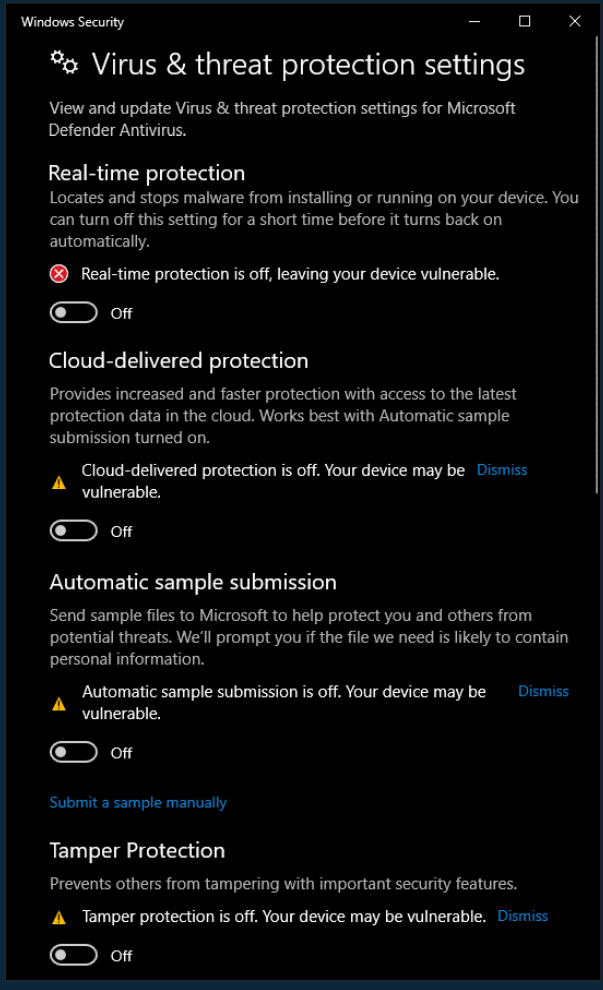 Windows Security
Virus & threat protection settings
View and update Virus & threat protection settings for Microsoft
Defender Antivirus.
Real-time protection
Locates and stops malware from installing or running on your device. You
can turn off this setting for a short time before it turns back on
automatically.
Real-time protection is off, leaving your device vulnerable.
Off
Cloud-delivered protection
Provides increased and faster protection with access to the latest
protection data in the cloud. Works best with Automatic sample
submission turned on.
Cloud-delivered protection is off. Your device may be Dismiss
vulnerable.
Off
Automatic sample submission
Send sample files to Microsoft to help protect you and others from
potential threats. We'll prompt you if the file we need is likely to contain
personal information.
Automatic sample submission is off. Your device may be Dismiss
vulnerable.
Off
Submit a sample manually
Tamper Protection
Prevents others from tampering with important security features.
Tamper protection is off. Your device may be vulnerable. Dismiss
Off